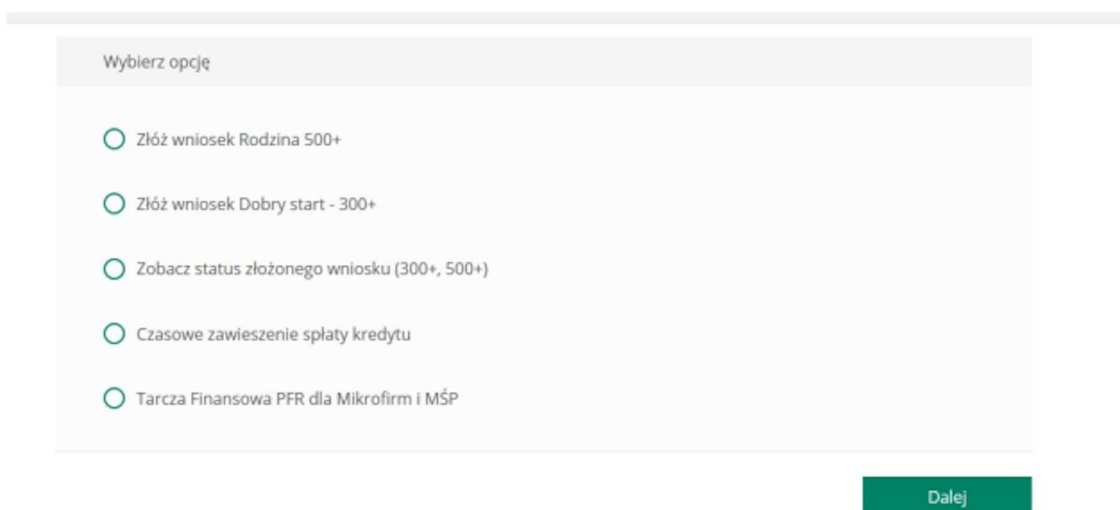 Wybierz opcję
Złóż wniosek Rodzina 500+
Złóż wniosek Dobry start - 300+
Zobacz status złożonego wniosku (300+, 500+)
Czasowe zawieszenie spłaty kredytu
Tarcza Finansowa PFR dla Mikrofirm i MŚP
Dalej